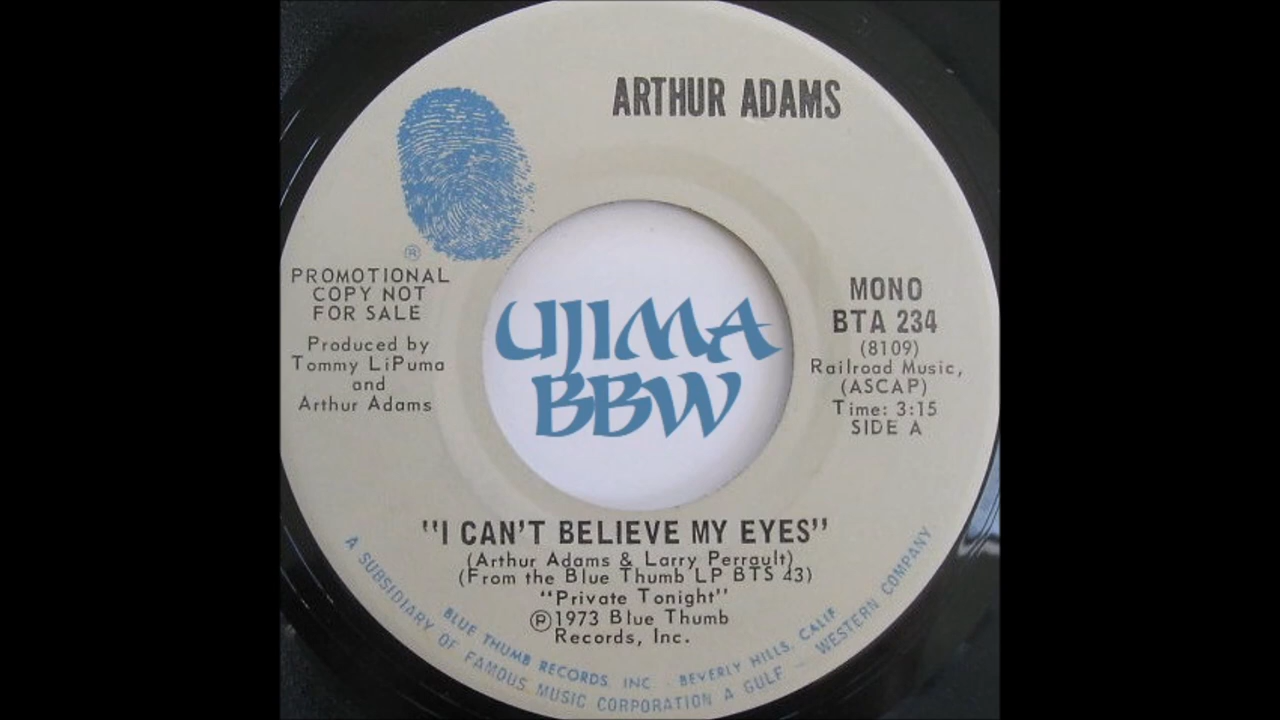 ARTHUR ADAMS
®
PROMOTIONAL
COPY NOT
FOR SALE
Produced by
Tommy LiPuma
and
Arthur Adams
UJIMA
BBW
MONO
BTA 234
(8109)
Railroad Music,
(ASCAP)
Time: 3:15
SIDE A
"I CAN'T BELIEVE MY EYES"
(Arthur Adams & Larry Perrault)
(From the Blue Thumb LP BTS 43)
"Private Tonight"
℗1973 Blue Thumb
Records, Inc.
BLUE THUMB RECORDS, INC - BEVERLY HILLS, CALIF
A SUBSIDIARY OF FAMOUS MUSIC CORPORATION A GULF - WESTERN COMPANY